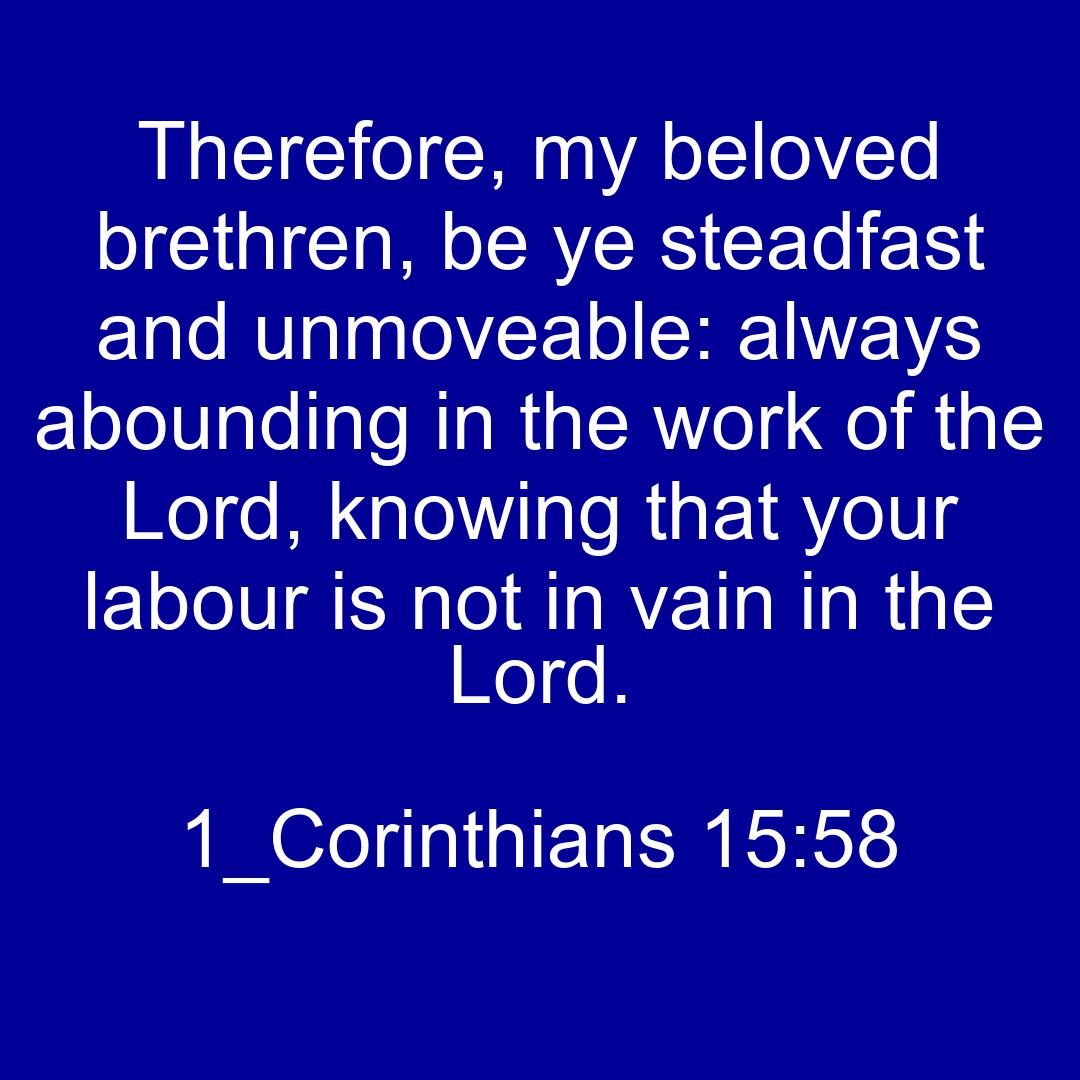 Therefore, my beloved
brethren, be ye steadfast
and unmoveable: always
abounding in the work of the
Lord, knowing that your
labour is not in vain in the
Lord.
1_Corinthians 15:58